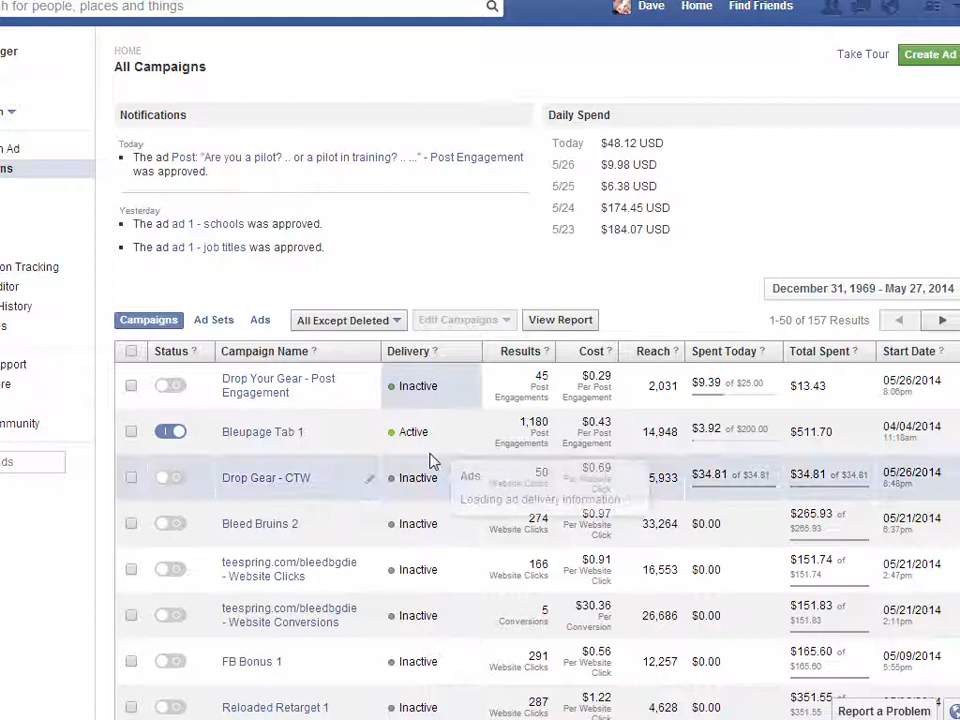 h for people, places and things
Dave Home Find Friends
ger
HOME
All Campaigns
Take Tour
Create Ad
n
Notifications
Daily Spend
Today
The ad Post: "Are you a pilot? .. or a pilot in training? .. ..." - Post Engagement
was approved.
Today $48.12 USD
5/26 $9.98 USD
5/25 $6.38 USD
5/24 $174.45 USD
5/23 $184.07 USD
n Ad
ns
Yesterday
The ad ad 1 - schools was approved.
The ad ad 1 - job titles was approved.
on Tracking
ditor
History
s
pport
re
mmunity
ds
December 31, 1969 - May 27, 2014
Campaigns Ad Sets Ads All Except Deleted Edit Campaigns View Report 1-50 of 157 Results
Status ? Campaign Name ? Delivery ? Results ? Cost ? Reach ? Spent Today ? Total Spent ? Start Date ?
Drop Your Gear - Post
Engagement
Inactive
45
Post
Engagements
$0.29
Per Post
Engagement
2,031
$9.39 of $25.00
$13.43
05/26/2014
8:06pm
Bleupage Tab 1
Active
1,180
Post
Engagements
$0.43
Per Post
Engagement
14,948
$3.92 of $200.00
$511.70
04/04/2014
11:18am
Drop Gear - CTW
Inactive
50
Website Clicks
$0.69
Per Website
Click
5,933
$34.81 of $34.81
$34.81 of $34.81
05/26/2014
8:48pm
Ads
Loading ad delivery information
Bleed Bruins 2
Inactive
274
Website Clicks
$0.97
Per Website
Click
33,264
$0.00
$265.93 of
$265.93
05/21/2014
6:37pm
teespring.com/bleedbgdie
- Website Clicks
Inactive
166
Website Clicks
$0.91
Per Website
Click
16,553
$0.00
$151.74 of
$151.74
05/21/2014
2:47pm
teespring.com/bleedbgdie
- Website Conversions
Inactive
5
Conversions
$30.36
Per
Conversion
26,686
$0.00
$151.83 of
$151.83
05/21/2014
2:11pm
FB Bonus 1
Inactive
291
Website Clicks
$0.56
Per Website
Click
12,257
$0.00
$165.60 of
$165.60
05/09/2014
5:55pm
Reloaded Retarget 1
Inactive
287
Website Clicks
$1.22
Per Website
Click
4,628
$0.00
$351.55 of
$351.55
Report a Problem